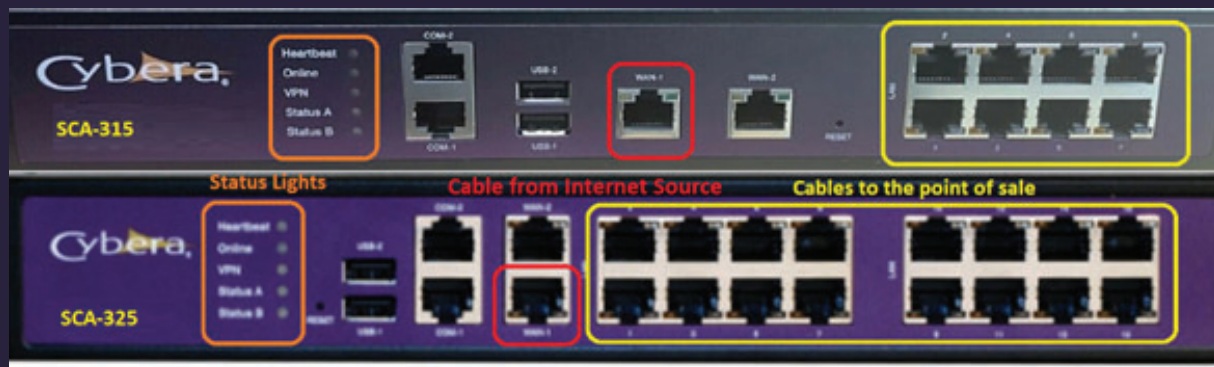 Cybera
SCA-315
Heartbeat
Online
VPN
Status A
Status B
COM-2
COM-1
USB-2
USB-1
WAN-1
WAN-2
RESET
LAN
Status Lights
Cable from Internet Source
Cables to the point of sale
Cybera
SCA-325
Heartbeat
Online
VPN
Status A
Status B
USB-2
USB-1
RESET
COM-2
COM-1
WAN-2
WAN-1
LAN